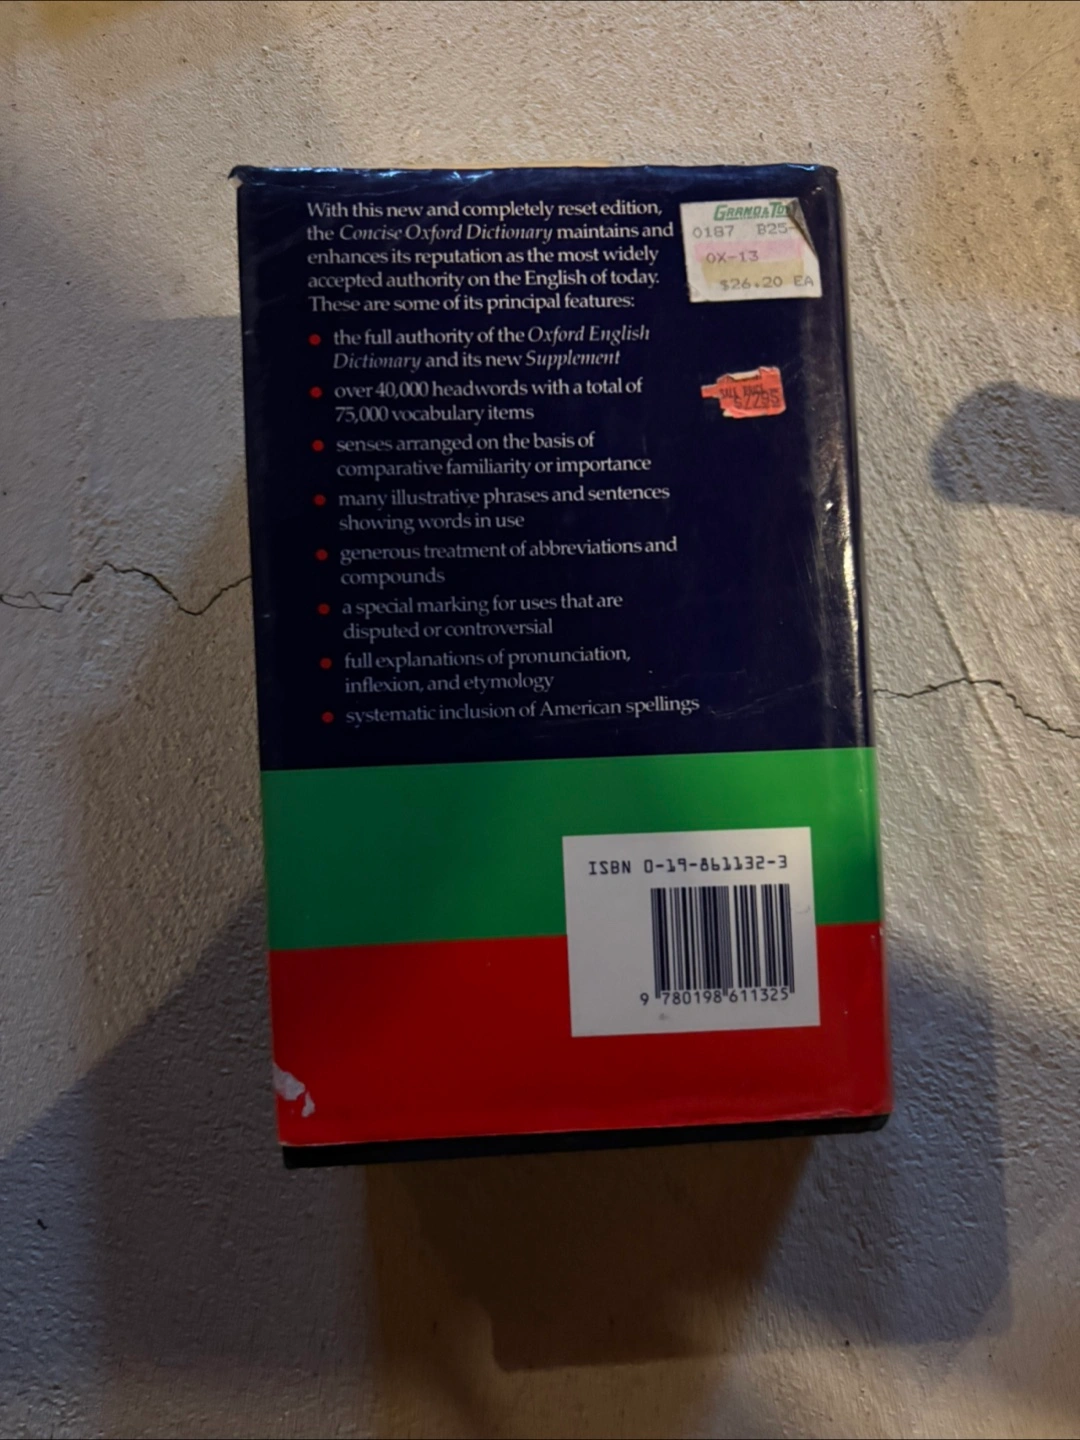 With this new and completely reset edition,
the Concise Oxford Dictionary maintains and
enhances its reputation as the most widely
accepted authority on the English of today.
These are some of its principal features:
the full authority of the Oxford English
Dictionary and its new Supplement
over 40,000 headwords with a total of
75,000 vocabulary items
senses arranged on the basis of
comparative familiarity or importance
many illustrative phrases and sentences
showing words in use
generous treatment of abbreviations and
compounds
a special marking for uses that are
disputed or controversial
full explanations of pronunciation,
inflexion, and etymology
systematic inclusion of American spellings
GRAND & TOY
0187 B25-
OX-13
$26.20 EA
ISBN 0-19-861132-3
9 780198 611325